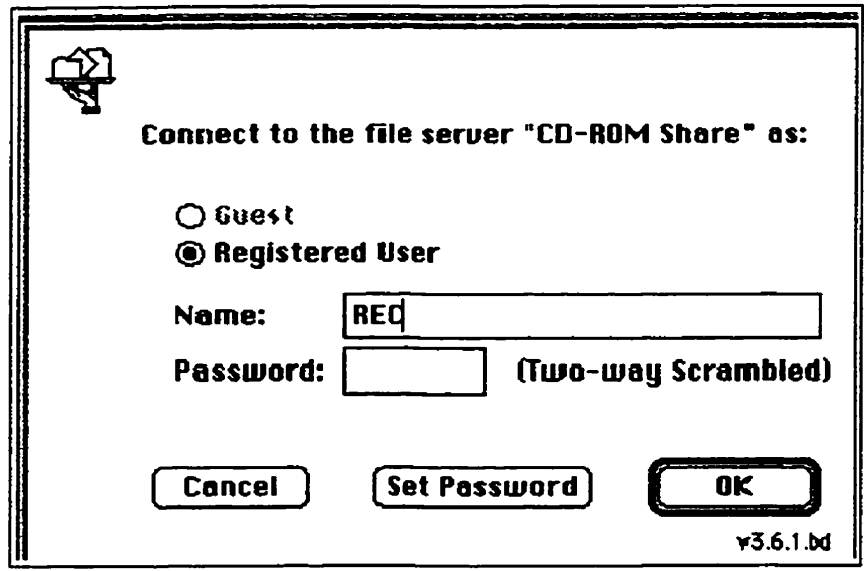 Connect to the file server "CD-ROM Share" as:
Guest
Registered User
Name: REC
Password: (Two-way Scrambled)
Cancel Set Password OK
v3.6.1.bd